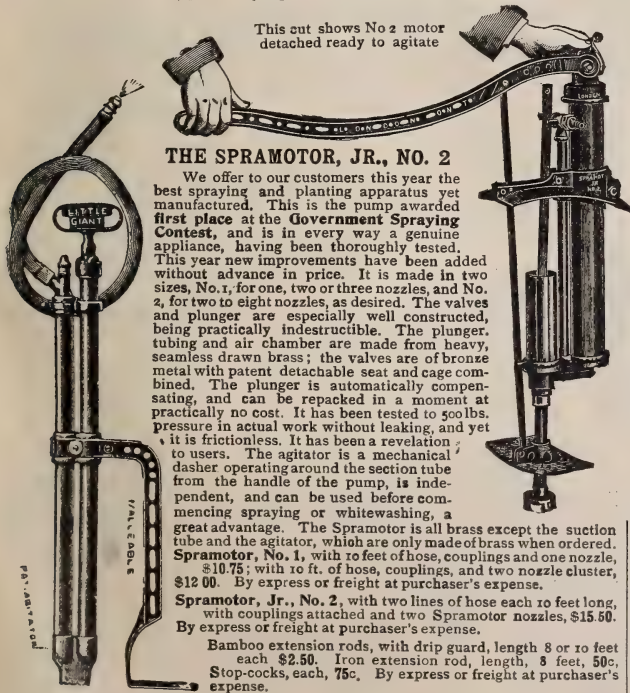 This cut shows No 2 motor
detached ready to agitate
LONDON
L O N D O N O N T
SPRAMOTOR
JR
No 2
LITTLE
GIANT
THE SPRAMOTOR, JR., NO. 2
We offer to our customers this year the
best spraying and planting apparatus yet
manufactured. This is the pump awarded
first place at the Government Spraying
Contest, and is in every way a genuine
appliance, having been thoroughly tested.
This year new improvements have been added
without advance in price. It is made in two
sizes, No. 1, for one, two or three nozzles, and No.
2, for two to eight nozzles, as desired. The valves
and plunger are especially well constructed,
being practically indestructible. The plunger.
tubing and air chamber are made from heavy,
seamless drawn brass; the valves are of bronze
metal with patent detachable seat and cage com-
bined. The plunger is automatically compen-
sating, and can be repacked in a moment at
practically no cost. It has been tested to 500 lbs.
pressure in actual work without leaking, and yet
it is frictionless. It has been a revelation
to users. The agitator is a mechanical
dasher operating around the section tube
from the handle of the pump, is inde-
pendent, and can be used before com-
mencing spraying or whitewashing, a
great advantage. The Spramotor is all brass except the suction
tube and the agitator, which are only made of brass when ordered.
Spramotor, No. 1, with 10 feet of hose, couplings and one nozzle,
$10.75; with 10 ft. of hose, couplings, and two nozzle cluster,
$12 00. By express or freight at purchaser's expense.
Spramotor, Jr., No. 2, with two lines of hose each 10 feet long,
with couplings attached and two Spramotor nozzles, $15.50.
By express or freight at purchaser's expense.
Bamboo extension rods, with drip guard, length 8 or 10 feet
each $2.50. Iron extension rod, length, 8 feet, 50c,
Stop-cocks, each, 75c. By express or freight at purchaser's
expense.
MALLEABLE
PAT. AGITATOR